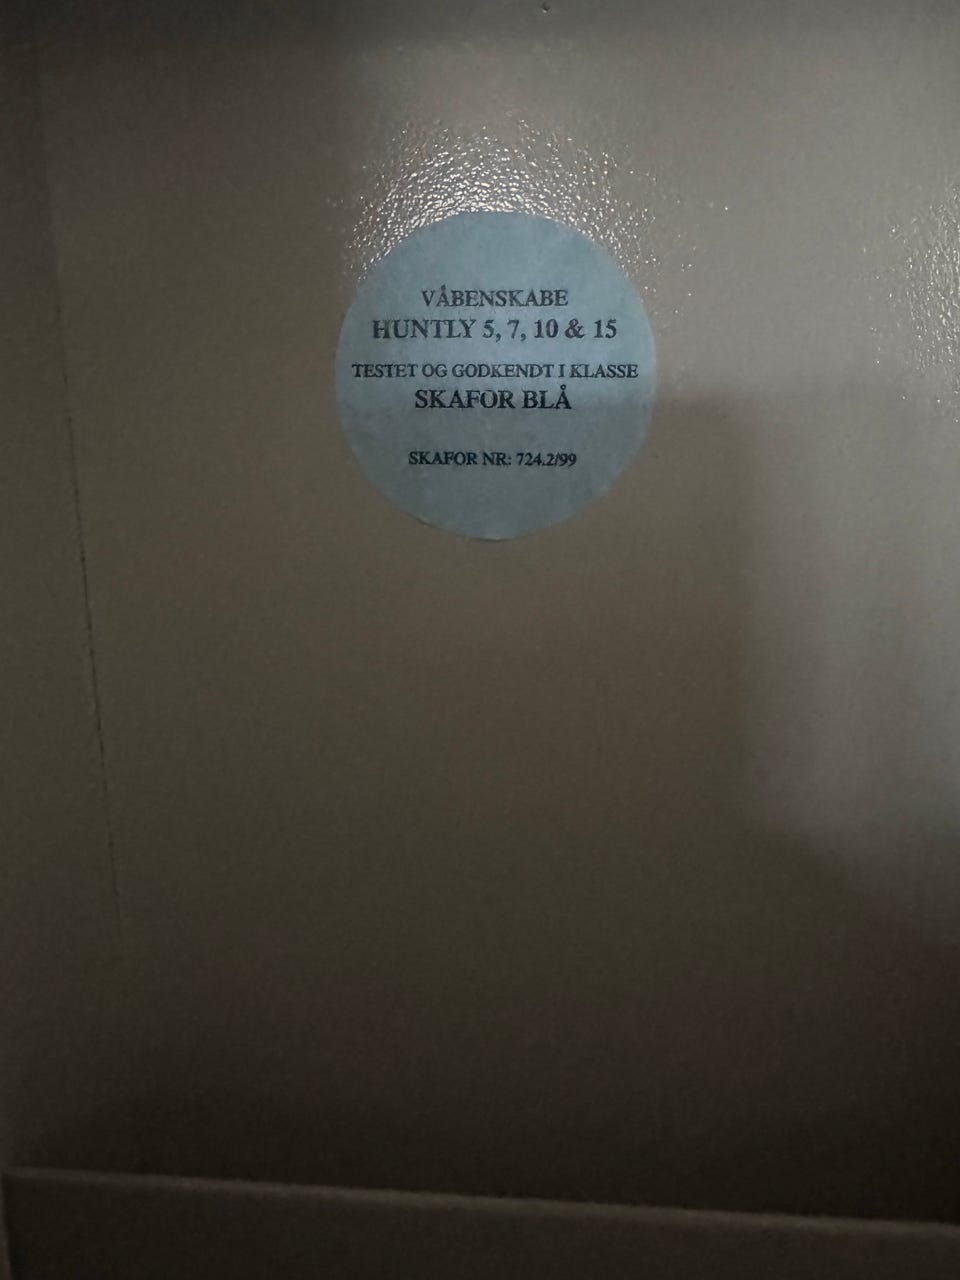 VÅBENSKABE
HUNTLY 5, 7, 10 & 15
TESTET OG GODKENDT I KLASSE
SKAFOR BLÅ
SKAFOR NR: 724.2/99